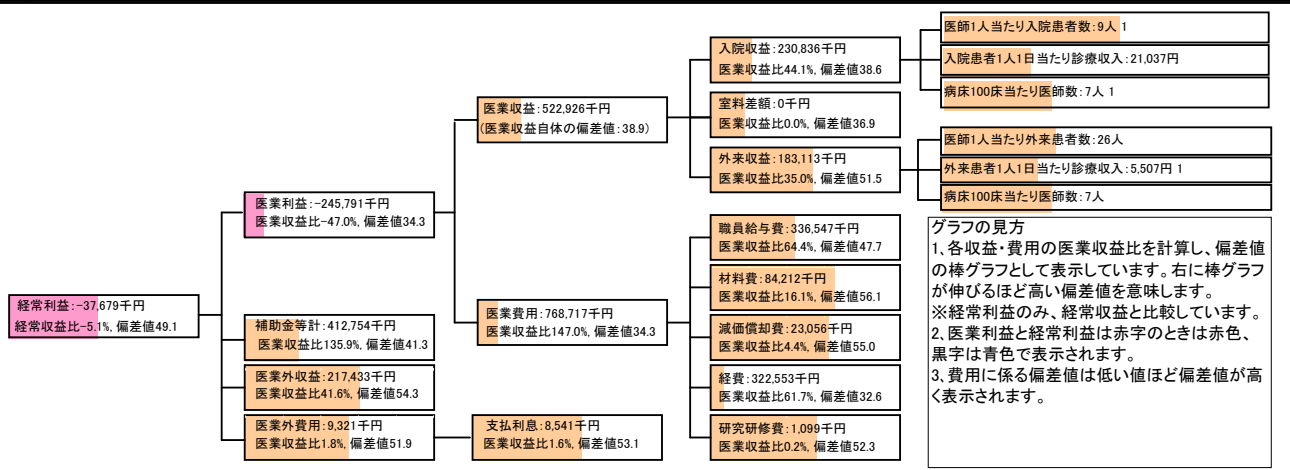 経常利益:-37,679千円
経常収益比-5.1%, 偏差値49.1
医業利益:-245,791千円
医業収益比-47.0%, 偏差値34.3
補助金等計:412,754千円
医業収益比135.9%, 偏差値41.3
医業外収益:217,433千円
医業収益比41.6%, 偏差値54.3
医業外費用:9,321千円
医業収益比1.8%, 偏差値51.9
医業収益:522,926千円
(医業収益自体の偏差値:38.9)
医業費用:768,717千円
医業収益比147.0%, 偏差値34.3
支払利息:8,541千円
医業収益比1.6%, 偏差値53.1
入院収益:230,836千円
医業収益比44.1%, 偏差値38.6
室料差額:0千円
医業収益比0.0%, 偏差値36.9
外来収益:183,113千円
医業収益比35.0%, 偏差値51.5
職員給与費:336,547千円
医業収益比64.4%, 偏差値47.7
材料費:84,212千円
医業収益比16.1%, 偏差値56.1
減価償却費:23,056千円
医業収益比4.4%, 偏差値55.0
経費:322,553千円
医業収益比61.7%, 偏差値32.6
研究研修費:1,099千円
医業収益比0.2%, 偏差値52.3
医師1人当たり入院患者数:9人 1
入院患者1人1日当たり診療収入:21,037円
病床100床当たり医師数:7人 1
医師1人当たり外来患者数:26人
外来患者1人1日当たり診療収入:5,507円 1
病床100床当たり医師数:7人
グラフの見方
1、各収益・費用の医業収益比を計算し、偏差値
の棒グラフとして表示しています。右に棒グラフ
が伸びるほど高い偏差値を意味します。
※経常利益のみ、経常収益と比較しています。
2、医業利益と経常利益は赤字のときは赤色、
黒字は青色で表示されます。
3、費用に係る偏差値は低い値ほど偏差値が高
く表示されます。